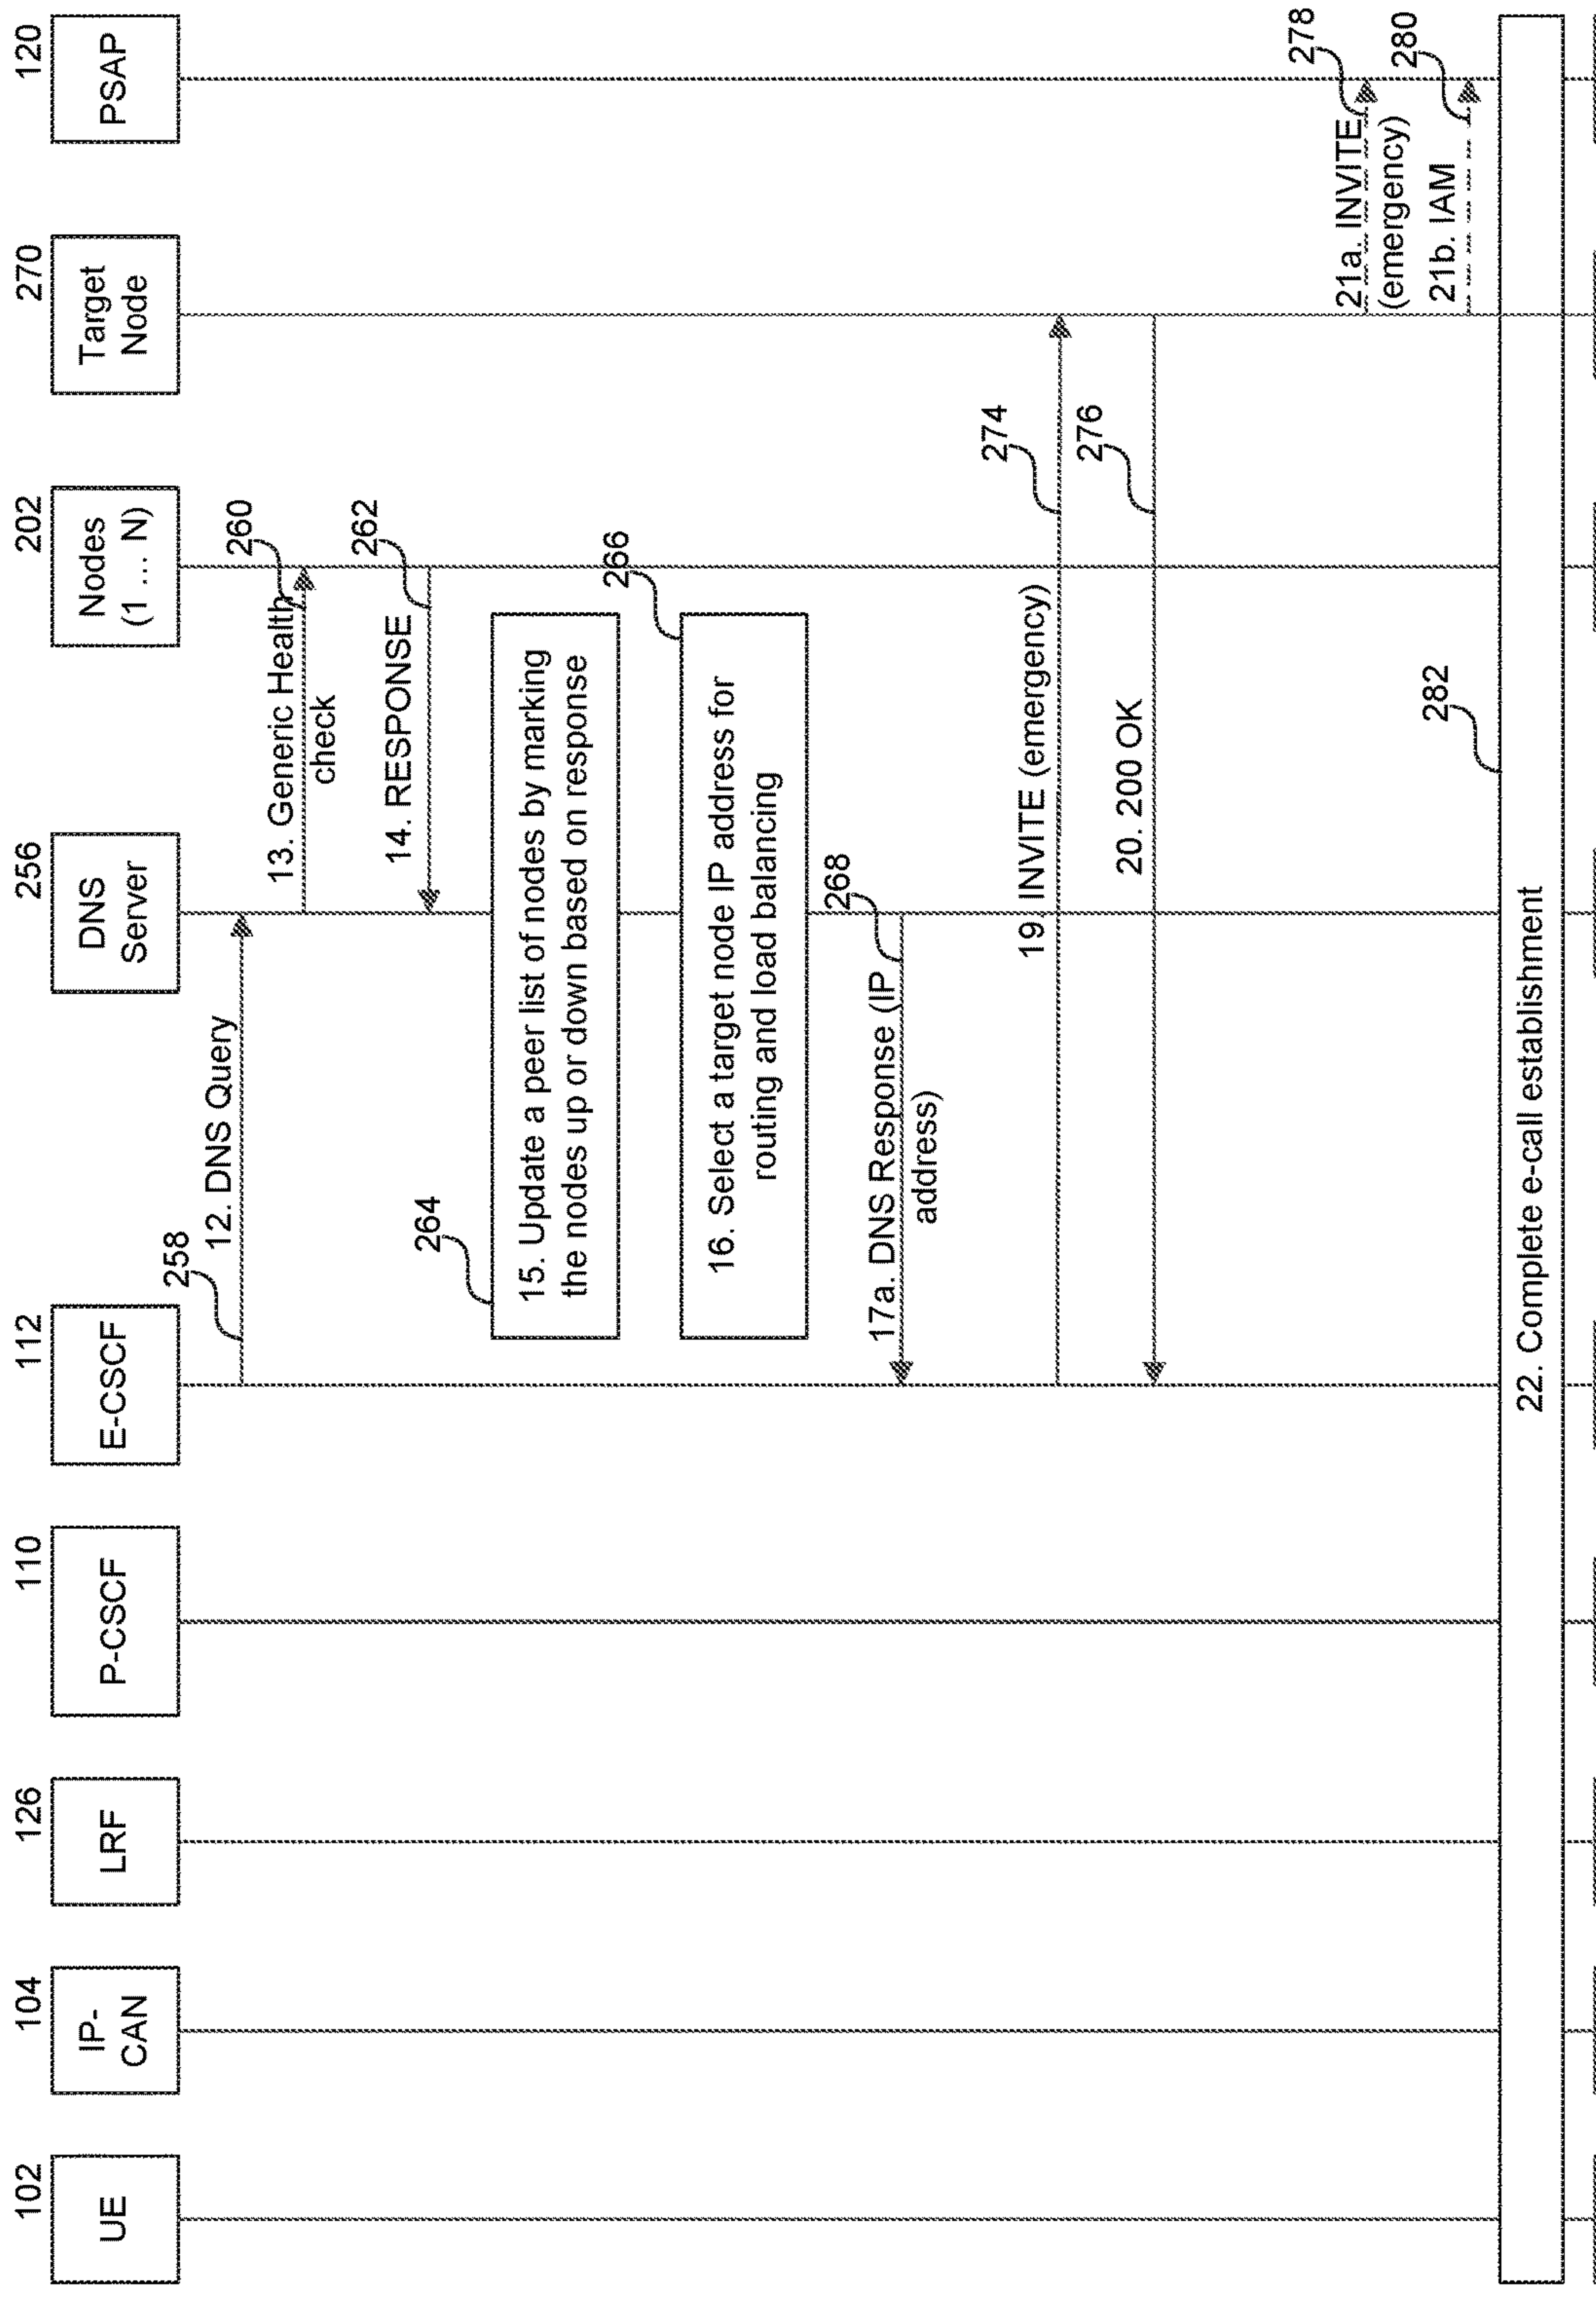 102
104
126
110
112
256
202
270
120
UE
IP-
CAN
LRF
P-CSCF
E-CSCF
DNS
Server
Nodes
(1 ... N)
Target
Node
PSAP
258
12. DNS Query
260
13. Generic Health
check
262
14. RESPONSE
264
15. Update a peer list of nodes by marking
the nodes up or down based on response
266
16. Select a target node IP address for
routing and load balancing
268
17a. DNS Response (IP
address)
274
19. INVITE (emergency)
276
20. 200 OK
278
21a. INVITE
(emergency)
280
21b. IAM
282
22. Complete e-call establishment